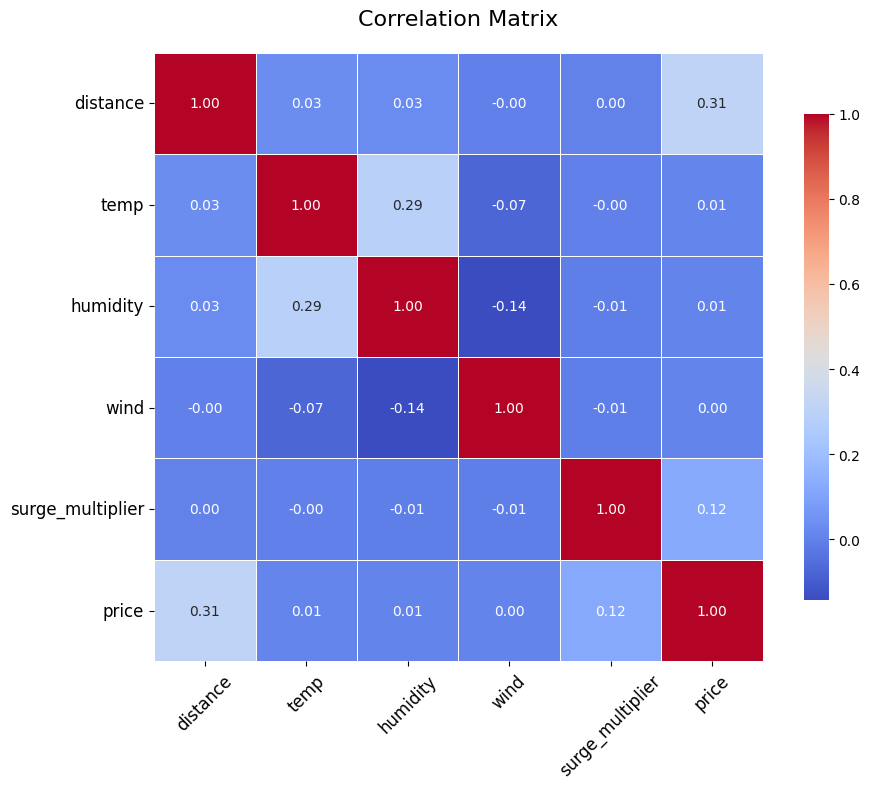 Correlation Matrix
distance 1.00 0.03 0.03 -0.00 0.00 0.31
temp 0.03 1.00 0.29 -0.07 -0.00 0.01
humidity 0.03 0.29 1.00 -0.14 -0.01 0.01
wind -0.00 -0.07 -0.14 1.00 -0.01 0.00
surge_multiplier 0.00 -0.00 -0.01 -0.01 1.00 0.12
price 0.31 0.01 0.01 0.00 0.12 1.00
distance temp humidity wind surge_multiplier price
1.0
0.8
0.6
0.4
0.2
0.0